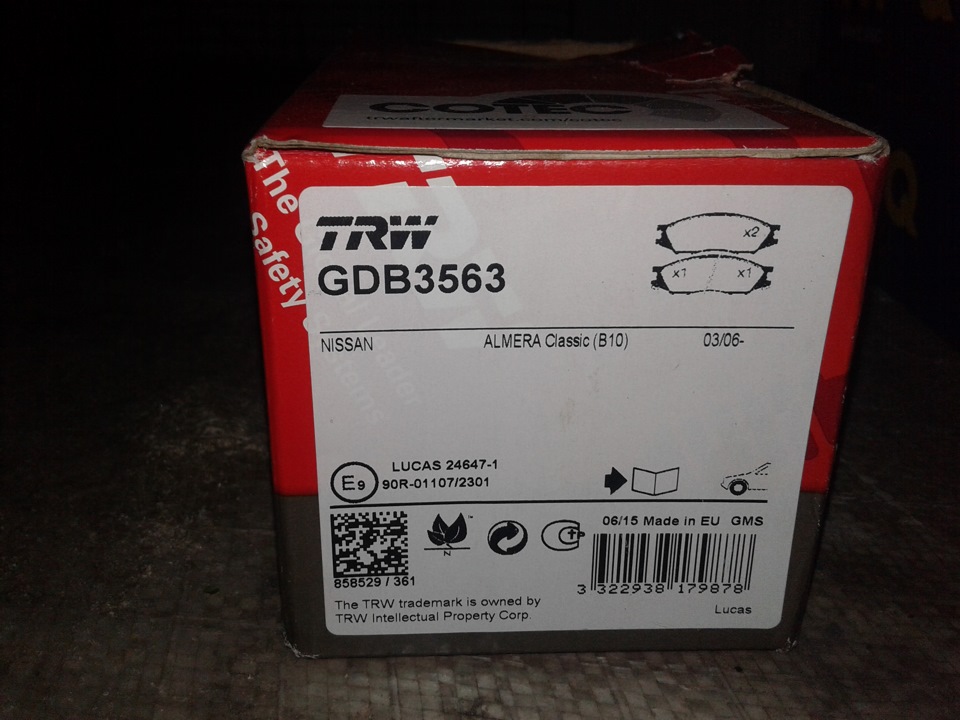 COTEC
trwaftermarket.com/cotec
The
Safety
TRW
GDB3563
x2
x1 x1
NISSAN ALMERA Classic (B10) 03/06-
LUCAS 24647-1
E9 90R-01107/2301
06/15 Made in EU GMS
858529 / 361
3 322938 179878
The TRW trademark is owned by
TRW Intellectual Property Corp.
Lucas